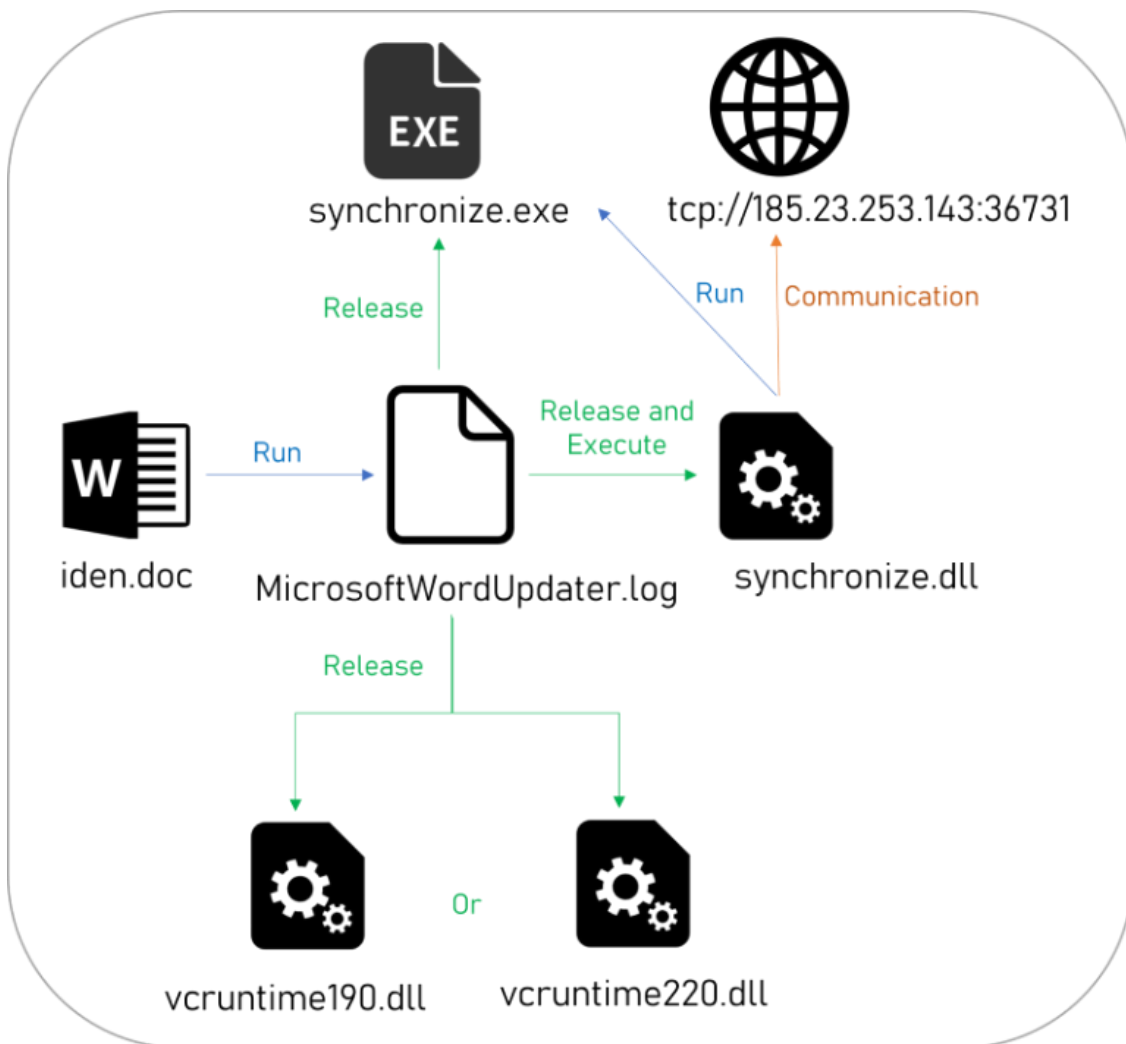 EXE
synchronize.exe
tcp://185.23.253.143:36731
Release
Run
Communication
W
Run
Release and
Execute
iden.doc
MicrosoftWordUpdater.log
synchronize.dll
Release
Or
vcruntime190.dll
vcruntime220.dll